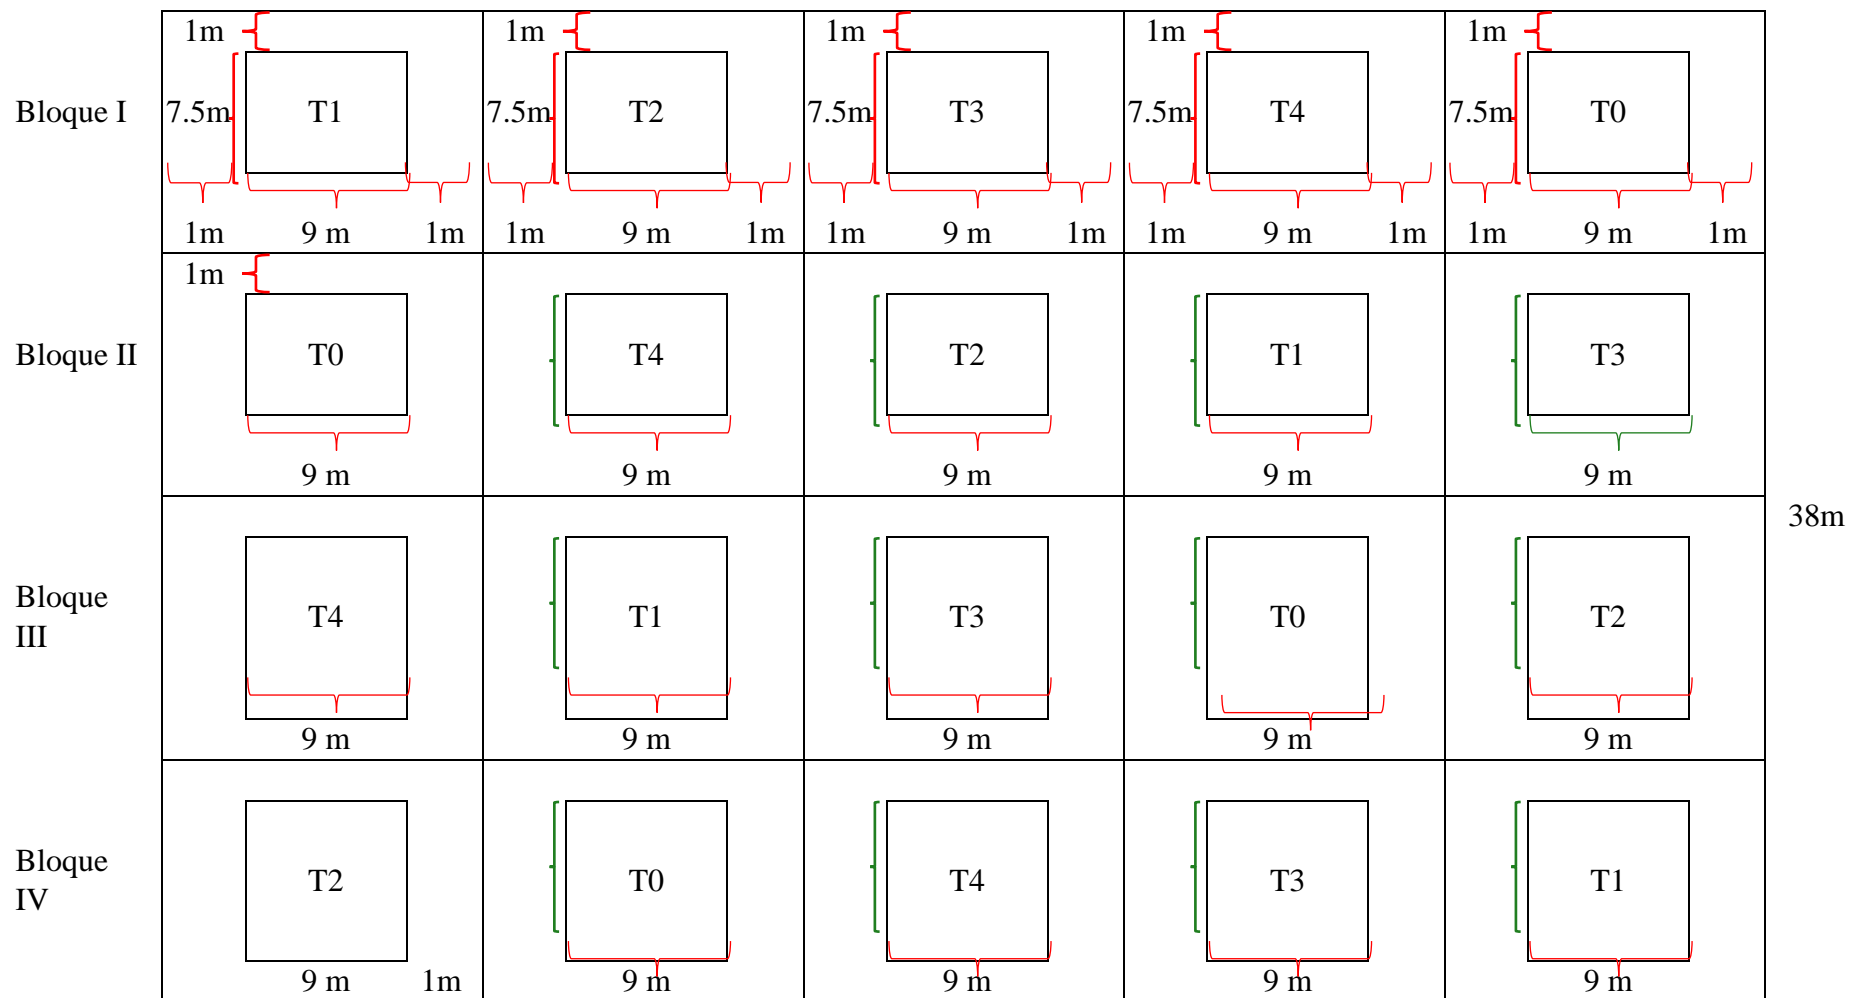 1m 1m 1m 1m 1m
Bloque I 7.5m T1 7.5m T2 7.5m T3 7.5m T4 7.5m T0
1m 9 m 1m 1m 9 m 1m 1m 9 m 1m 1m 9 m 1m 1m 9 m 1m
1m
Bloque II T0 T4 T2 T1 T3
9 m 9 m 9 m 9 m 9 m
38m
Bloque
III
T4 T1 T3 T0 T2
9 m 9 m 9 m 9 m 9 m
Bloque
IV
T2 T0 T4 T3 T1
9 m 1m 9 m 9 m 9 m 9 m